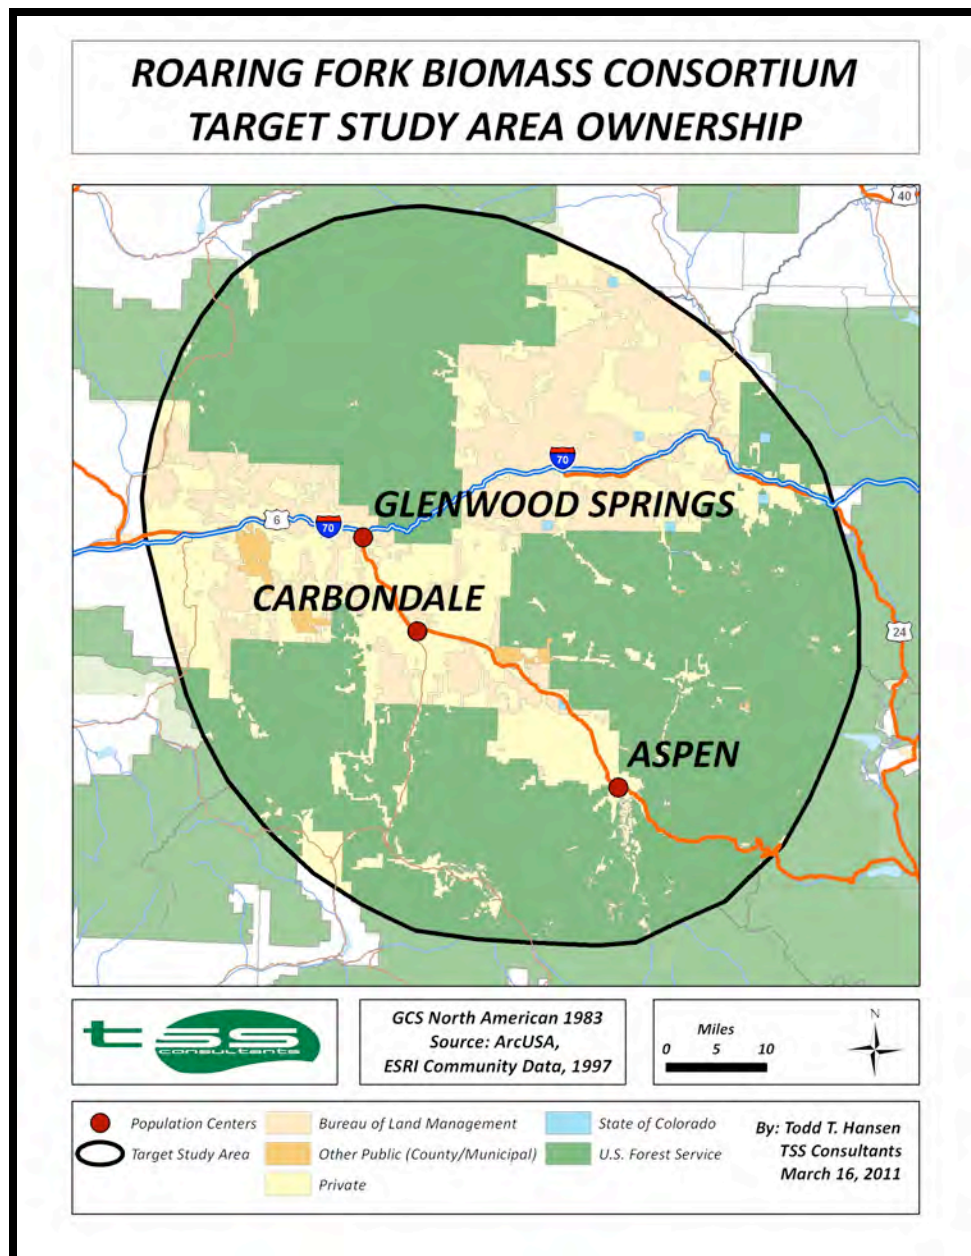 ROARING FORK BIOMASS CONSORTIUM
TARGET STUDY AREA OWNERSHIP
40
70
GLENWOOD SPRINGS
6
70
CARBONDALE
24
ASPEN
tss
consultants
GCS North American 1983
Source: ArcUSA,
ESRI Community Data, 1997
Miles
0 5 10
N
Population Centers
Target Study Area
Bureau of Land Management
Other Public (County/Municipal)
Private
State of Colorado
U.S. Forest Service
By: Todd T. Hansen
TSS Consultants
March 16, 2011